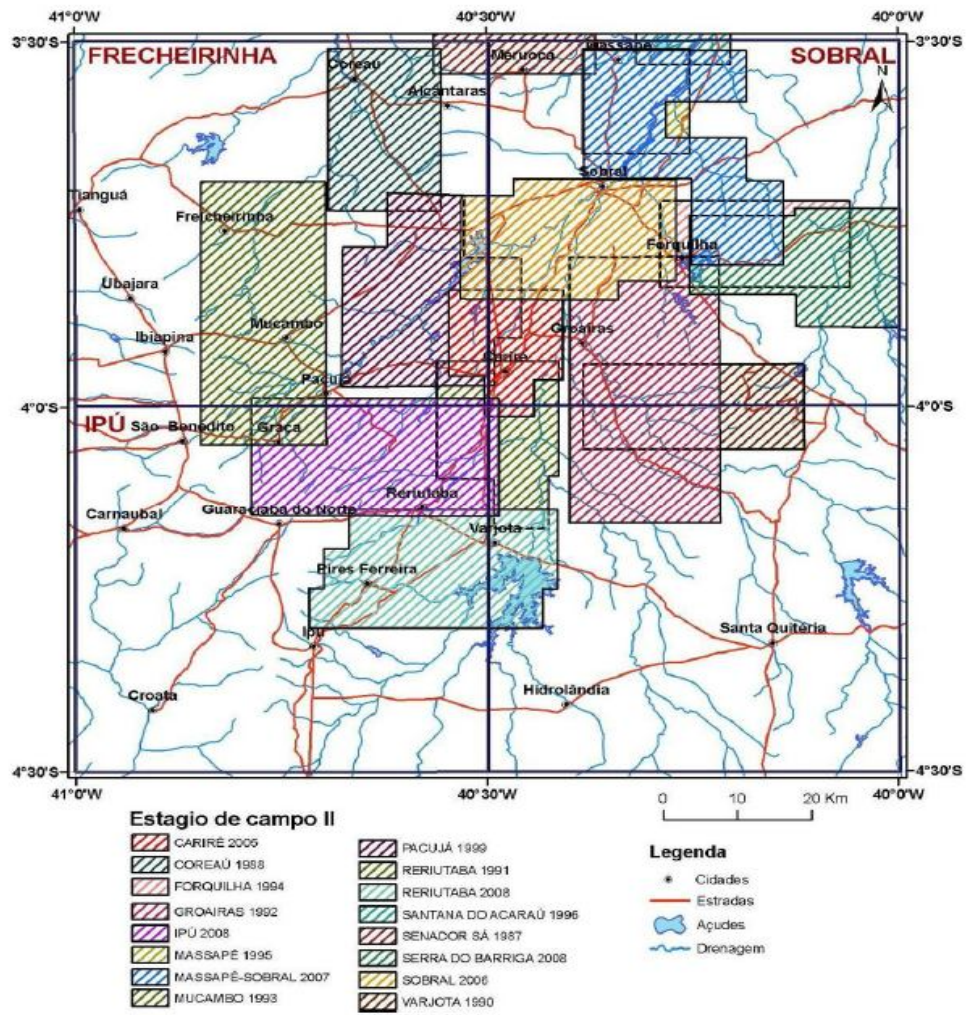 41°0'W 40°30'W 40°0'W
3°30'S 3°30'S
FRECHEIRINHA SOBRAL
Meruoca Massapê
N
Coreaú
Alcântaras
Sobral
Tianguá
Freicheirinha
Forquilha
Ubajara
Mucambo Groairas
Ibiapina
Cariré
Pacujá
4°0'S 4°0'S
IPÚ
São Benedito Graça
Reriutaba
Carnaubal Guaraciaba do Norte
Varjota
Pires Ferreira
Ipu Santa Quitéria
Croata Hidrolândia
4°30'S 4°30'S
41°0'W 40°30'W 40°0'W
0 10 20 Km
Estagio de campo II
CARIRÉ 2005
COREAÚ 1988
FORQUILHA 1994
GROAIRAS 1992
IPÚ 2008
MASSAPÊ 1995
MASSAPÊ-SOBRAL 2007
MUCAMBO 1993
PACUJÁ 1999
RERIUTABA 1991
RERIUTABA 2008
SANTANA DO ACARAÚ 1996
SENADOR SÁ 1987
SERRA DO BARRIGA 2008
SOBRAL 2006
VARJOTA 1990
Legenda
Cidades
Estradas
Açudes
Drenagem